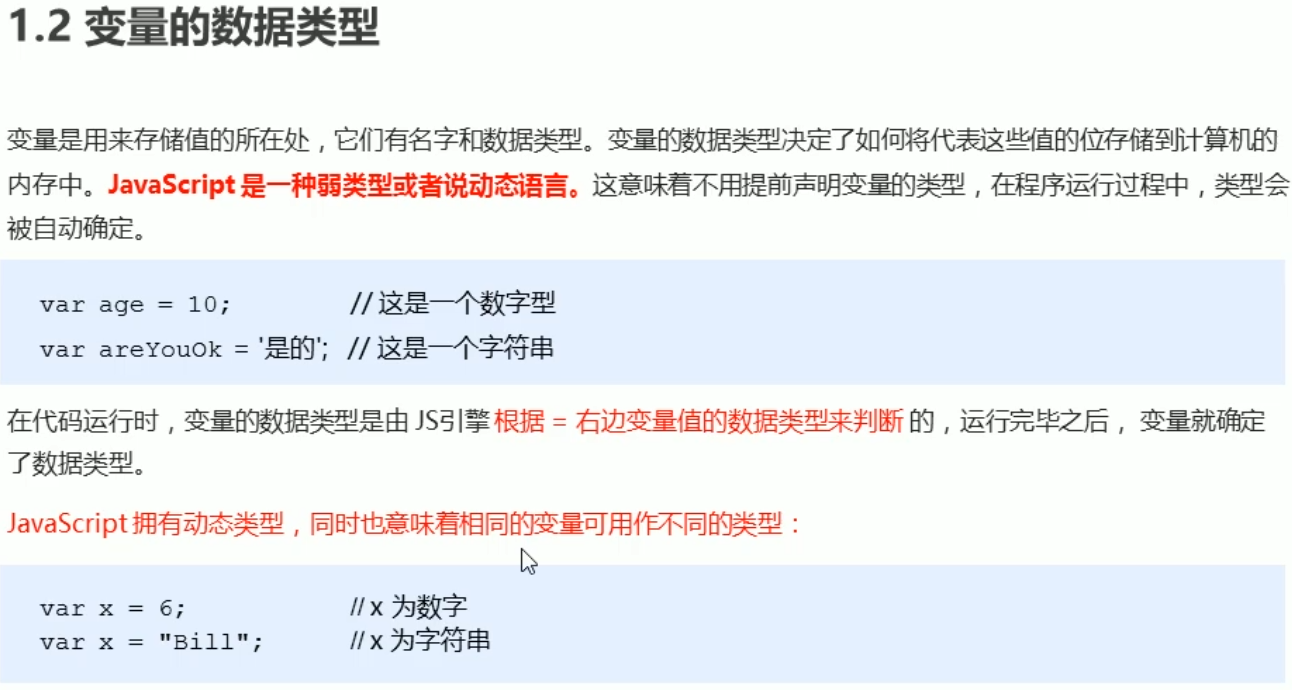 1.2 变量的数据类型
变量是用来存储值的所在处，它们有名字和数据类型。变量的数据类型决定了如何将代表这些值的位存储到计算机的
内存中。JavaScript 是一种弱类型或者说动态语言。这意味着不用提前声明变量的类型，在程序运行过程中，类型会
被自动确定。
var age = 10; // 这是一个数字型
var areYouOk = '是的'; // 这是一个字符串
在代码运行时，变量的数据类型是由 JS引擎 根据 = 右边变量值的数据类型来判断 的，运行完毕之后， 变量就确定
了数据类型。
JavaScript 拥有动态类型，同时也意味着相同的变量可用作不同的类型：
var x = 6; // x 为数字
var x = "Bill"; // x 为字符串